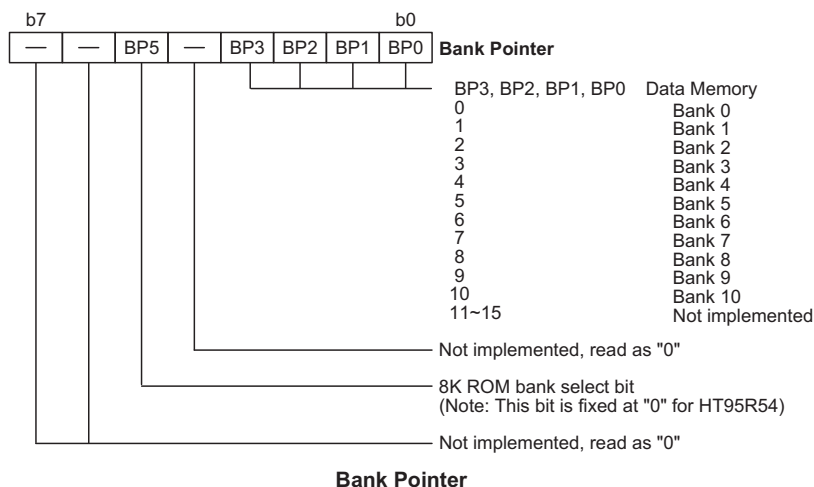 b7 b0
— — BP5 — BP3 BP2 BP1 BP0 Bank Pointer
BP3, BP2, BP1, BP0 Data Memory
0 Bank 0
1 Bank 1
2 Bank 2
3 Bank 3
4 Bank 4
5 Bank 5
6 Bank 6
7 Bank 7
8 Bank 8
9 Bank 9
10 Bank 10
11~15 Not implemented
Not implemented, read as "0"
8K ROM bank select bit
(Note: This bit is fixed at "0" for HT95R54)
Not implemented, read as "0"
Bank Pointer